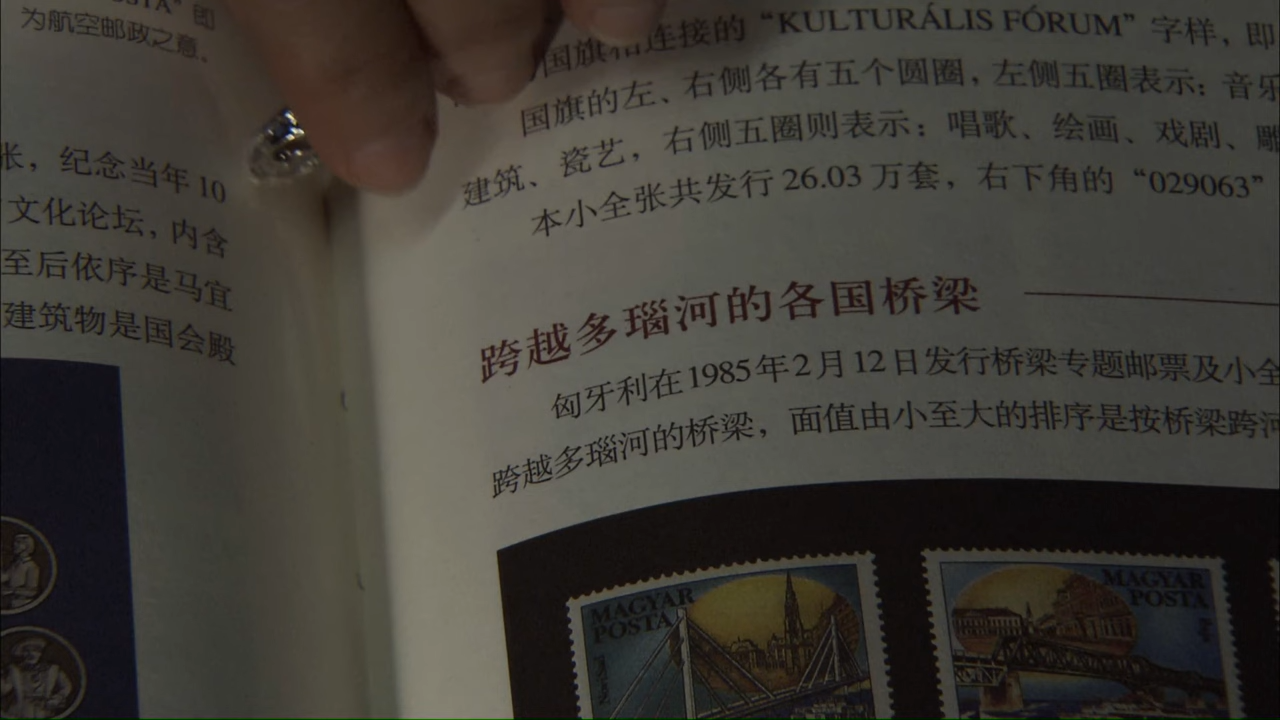 即
为航空邮政之意。
张，纪念当年 10
文化论坛，内含
至后依序是马宜
建筑物是国会殿
国旗相连接的“KULTURÁLIS FÓRUM”字样，即
国旗的左、右侧各有五个圆圈，左侧五圈表示：音乐
建筑、瓷艺，右侧五圈则表示：唱歌、绘画、戏剧、雕
本小全张共发行 26.03 万套，右下角的“029063”
跨越多瑙河的各国桥梁
匈牙利在1985年2月12日发行桥梁专题邮票及小全
跨越多瑙河的桥梁，面值由小至大的排序是按桥梁跨河
MAGYAR
POSTA
MAGYAR
POSTA